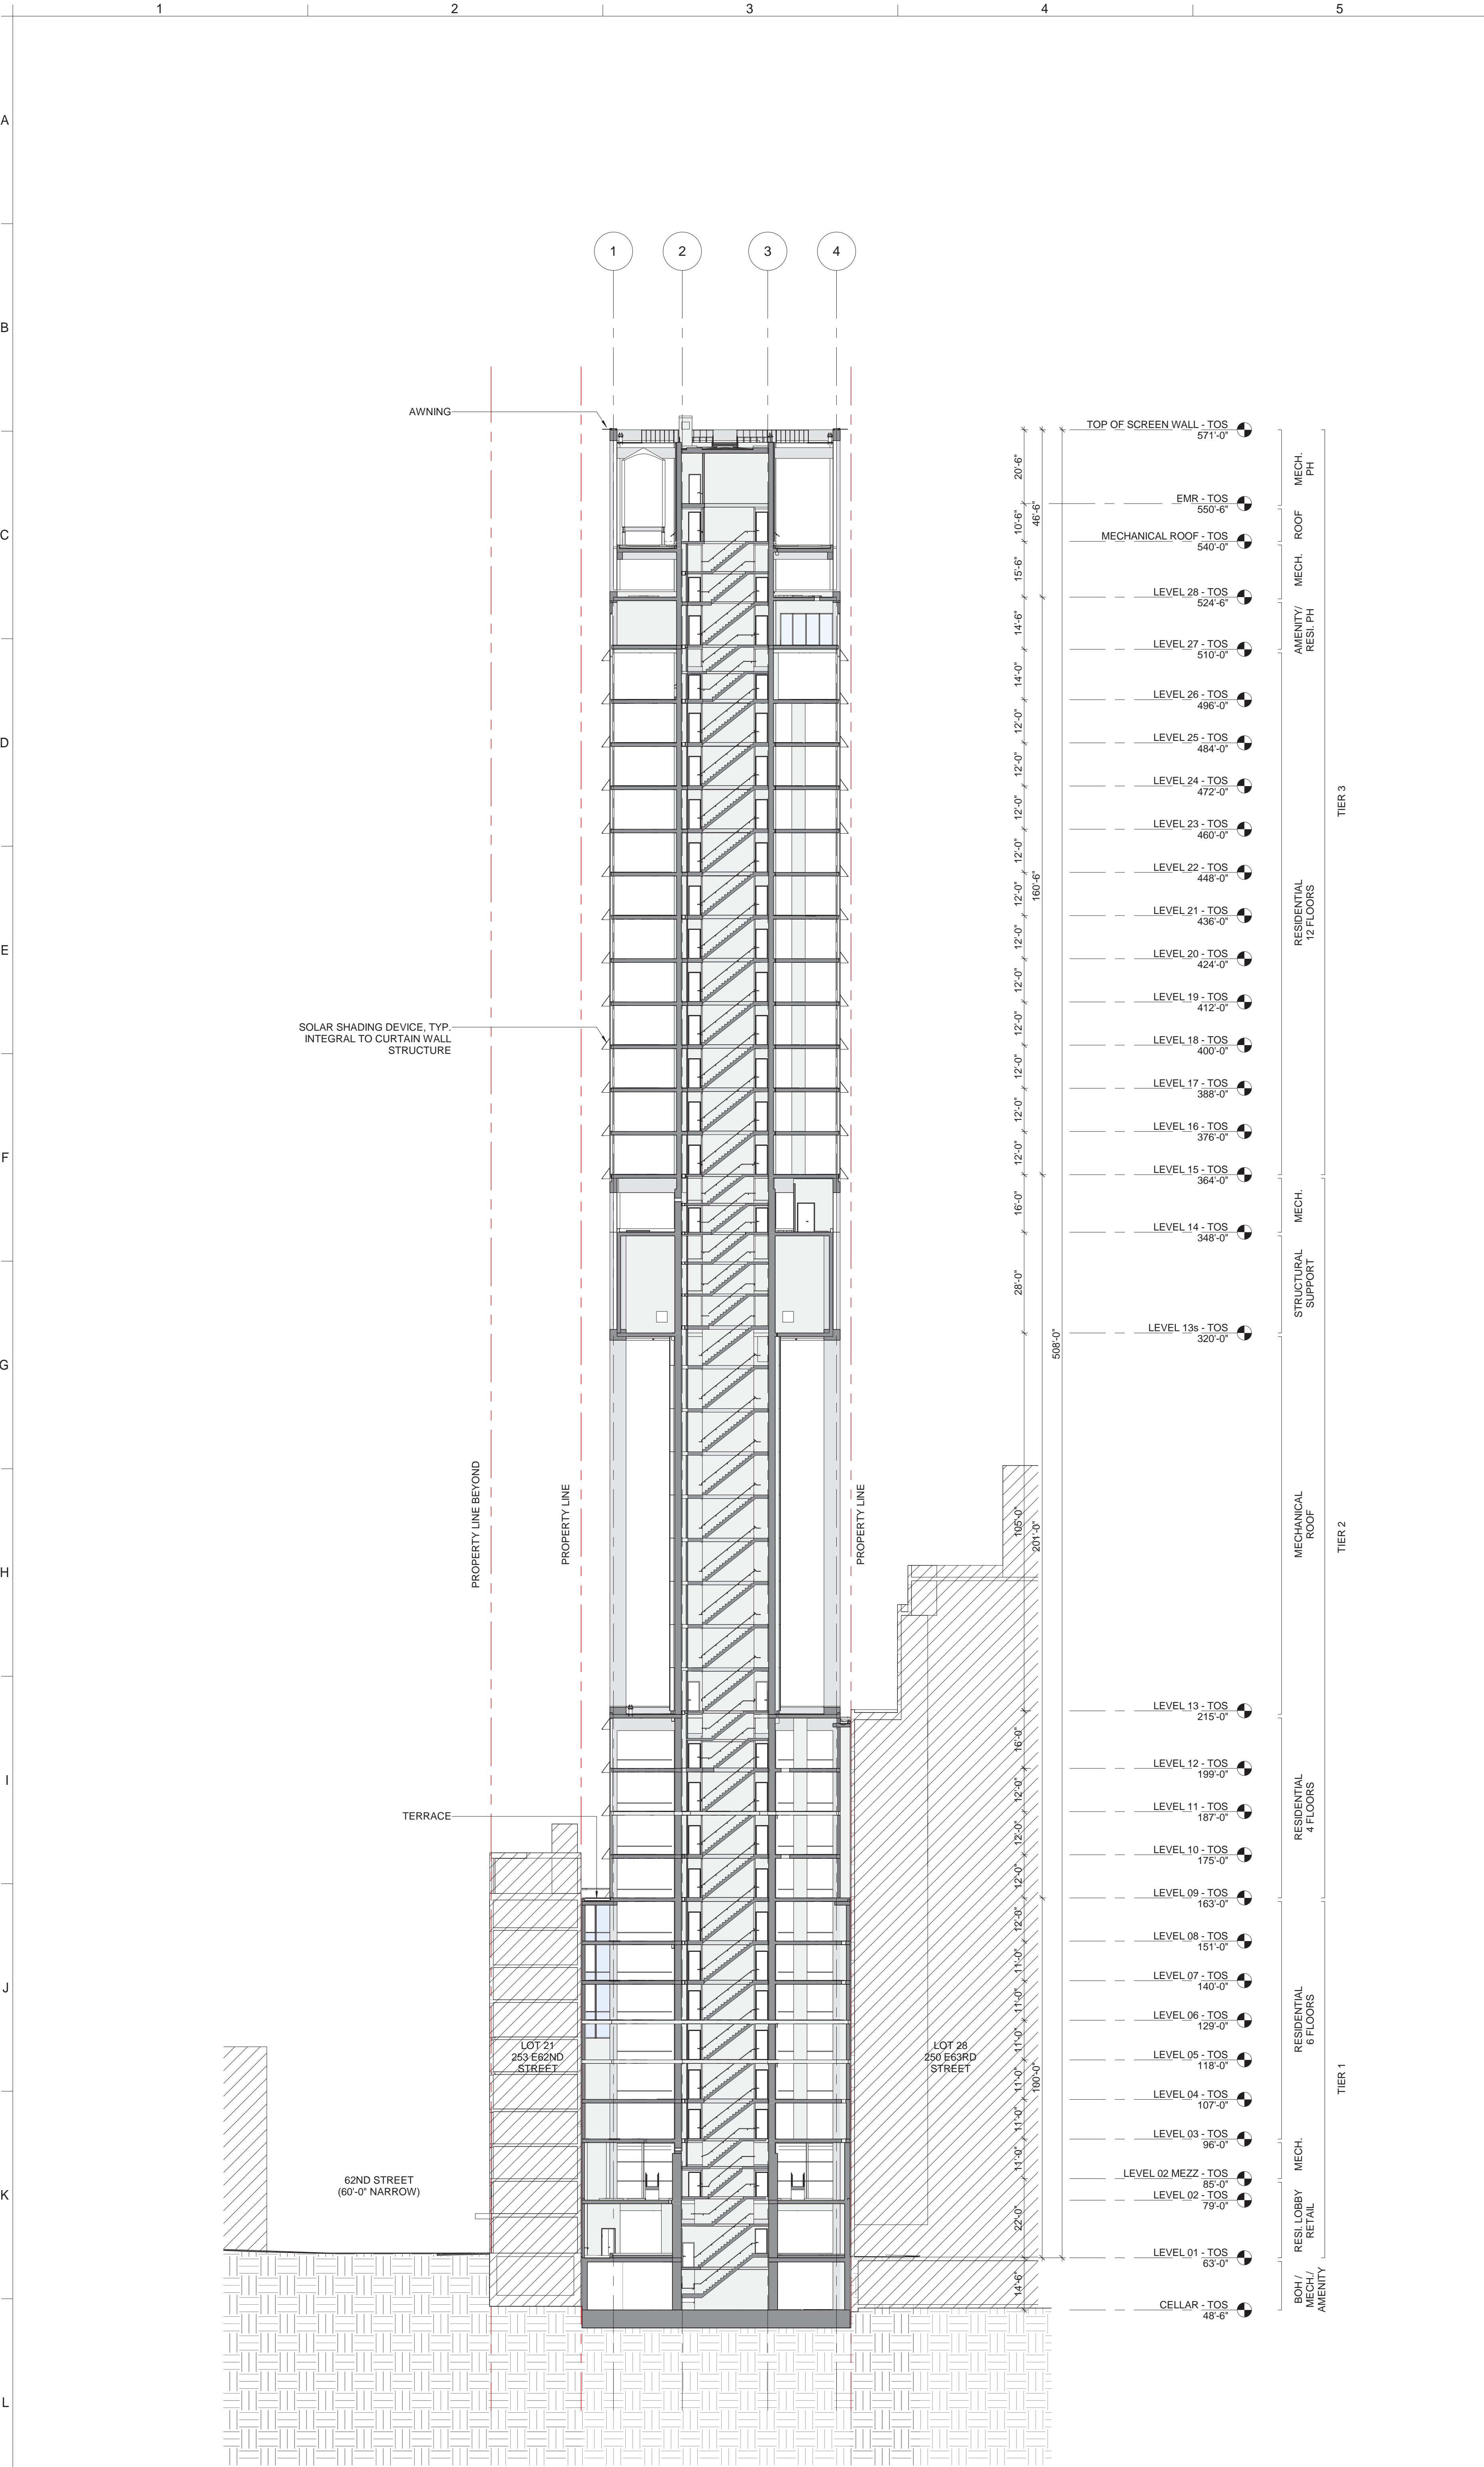 1
2
3
4
5
A
B
C
D
E
F
G
H
I
J
K
L
1
2
3
4
AWNING
SOLAR SHADING DEVICE, TYP.
INTEGRAL TO CURTAIN WALL
STRUCTURE
TERRACE
PROPERTY LINE BEYOND
PROPERTY LINE
PROPERTY LINE
LOT 21
253 E62ND
STREET
LOT 28
250 E63RD
STREET
62ND STREET
(60'-0" NARROW)
20'-6"
10'-6"
15'-6"
14'-6"
14'-0"
12'-0"
12'-0"
12'-0"
12'-0"
12'-0"
12'-0"
12'-0"
12'-0"
12'-0"
12'-0"
12'-0"
16'-0"
28'-0"
105'-0"
16'-0"
12'-0"
12'-0"
12'-0"
12'-0"
11'-0"
11'-0"
11'-0"
11'-0"
11'-0"
11'-0"
22'-0"
14'-6"
46'-6"
160'-6"
201'-0"
100'-0"
508'-0"
TOP OF SCREEN WALL - TOS
571'-0"
EMR - TOS
550'-6"
MECHANICAL ROOF - TOS
540'-0"
LEVEL 28 - TOS
524'-6"
LEVEL 27 - TOS
510'-0"
LEVEL 26 - TOS
496'-0"
LEVEL 25 - TOS
484'-0"
LEVEL 24 - TOS
472'-0"
LEVEL 23 - TOS
460'-0"
LEVEL 22 - TOS
448'-0"
LEVEL 21 - TOS
436'-0"
LEVEL 20 - TOS
424'-0"
LEVEL 19 - TOS
412'-0"
LEVEL 18 - TOS
400'-0"
LEVEL 17 - TOS
388'-0"
LEVEL 16 - TOS
376'-0"
LEVEL 15 - TOS
364'-0"
LEVEL 14 - TOS
348'-0"
LEVEL 13s - TOS
320'-0"
LEVEL 13 - TOS
215'-0"
LEVEL 12 - TOS
199'-0"
LEVEL 11 - TOS
187'-0"
LEVEL 10 - TOS
175'-0"
LEVEL 09 - TOS
163'-0"
LEVEL 08 - TOS
151'-0"
LEVEL 07 - TOS
140'-0"
LEVEL 06 - TOS
129'-0"
LEVEL 05 - TOS
118'-0"
LEVEL 04 - TOS
107'-0"
LEVEL 03 - TOS
96'-0"
LEVEL 02 MEZZ - TOS
85'-0"
LEVEL 02 - TOS
79'-0"
LEVEL 01 - TOS
63'-0"
CELLAR - TOS
48'-6"
MECH.
PH
ROOF
MECH.
AMENITY/
RESI. PH
RESIDENTIAL
12 FLOORS
MECH.
STRUCTURAL
SUPPORT
MECHANICAL
ROOF
RESIDENTIAL
4 FLOORS
RESIDENTIAL
6 FLOORS
MECH.
RESI. LOBBY
RETAIL
BOH /
MECH./
AMENITY
TIER 3
TIER 2
TIER 1